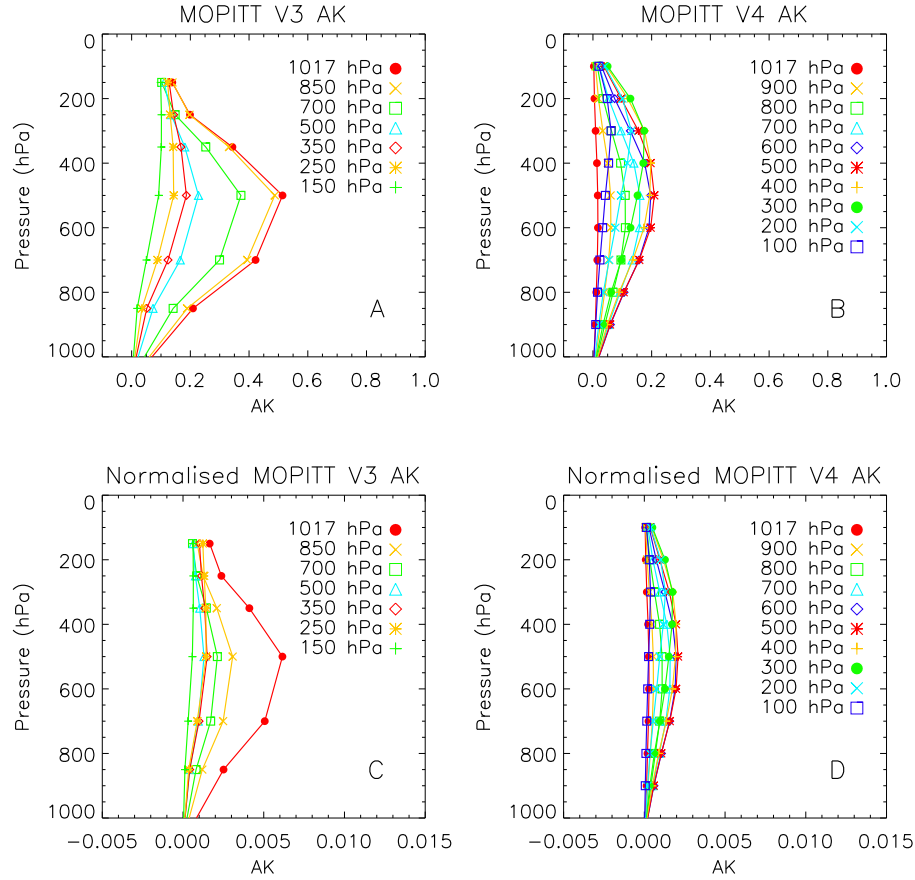 MOPITT V3 AK
0
200
400
600
800
1000
Pressure (hPa)
1017 hPa
850 hPa
700 hPa
500 hPa
350 hPa
250 hPa
150 hPa
A
0.0 0.2 0.4 0.6 0.8 1.0
AK
MOPITT V4 AK
0
200
400
600
800
1000
Pressure (hPa)
1017 hPa
900 hPa
800 hPa
700 hPa
600 hPa
500 hPa
400 hPa
300 hPa
200 hPa
100 hPa
B
0.0 0.2 0.4 0.6 0.8 1.0
AK
Normalised MOPITT V3 AK
0
200
400
600
800
1000
Pressure (hPa)
1017 hPa
850 hPa
700 hPa
500 hPa
350 hPa
250 hPa
150 hPa
C
−0.005 0.000 0.005 0.010 0.015
AK
Normalised MOPITT V4 AK
0
200
400
600
800
1000
Pressure (hPa)
1017 hPa
900 hPa
800 hPa
700 hPa
600 hPa
500 hPa
400 hPa
300 hPa
200 hPa
100 hPa
D
−0.005 0.000 0.005 0.010 0.015
AK